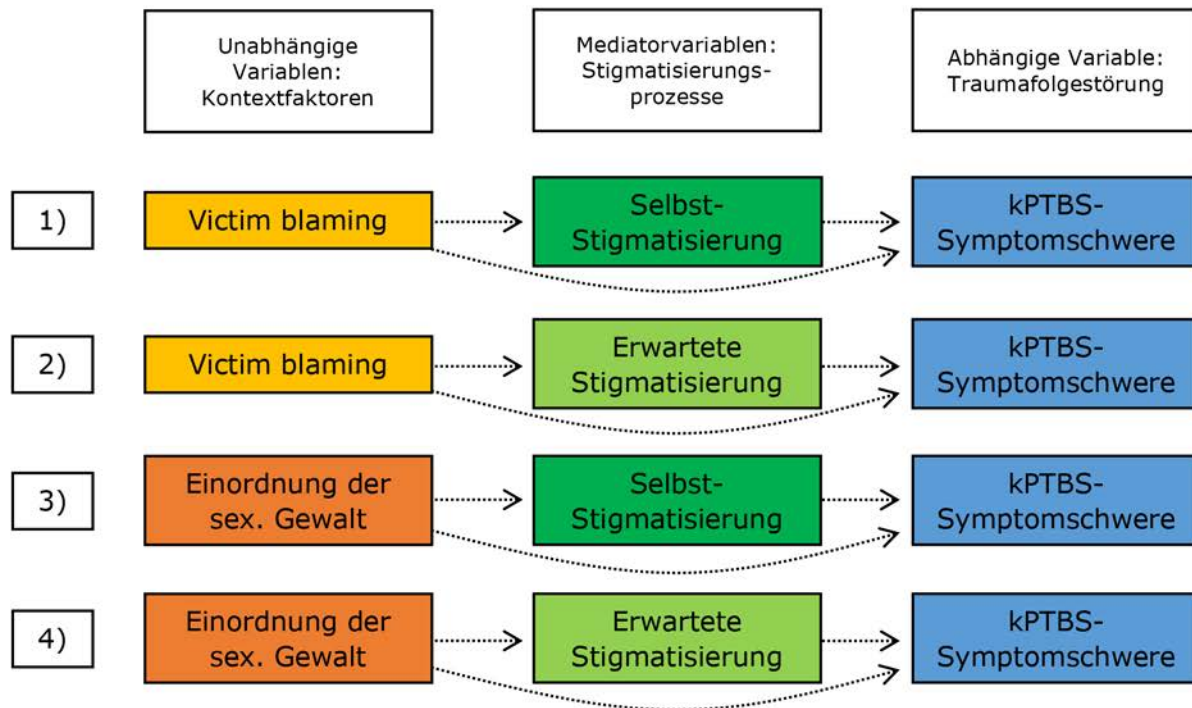 Unabhängige
Variablen:
Kontextfaktoren
Mediatorvariablen:
Stigmatisierungs-
prozesse
Abhängige Variable:
Traumafolgestörung
1)
Victim blaming
Selbst-
Stigmatisierung
kPTBS-
Symptomschwere
2)
Victim blaming
Erwartete
Stigmatisierung
kPTBS-
Symptomschwere
3)
Einordnung der
sex. Gewalt
Selbst-
Stigmatisierung
kPTBS-
Symptomschwere
4)
Einordnung der
sex. Gewalt
Erwartete
Stigmatisierung
kPTBS-
Symptomschwere